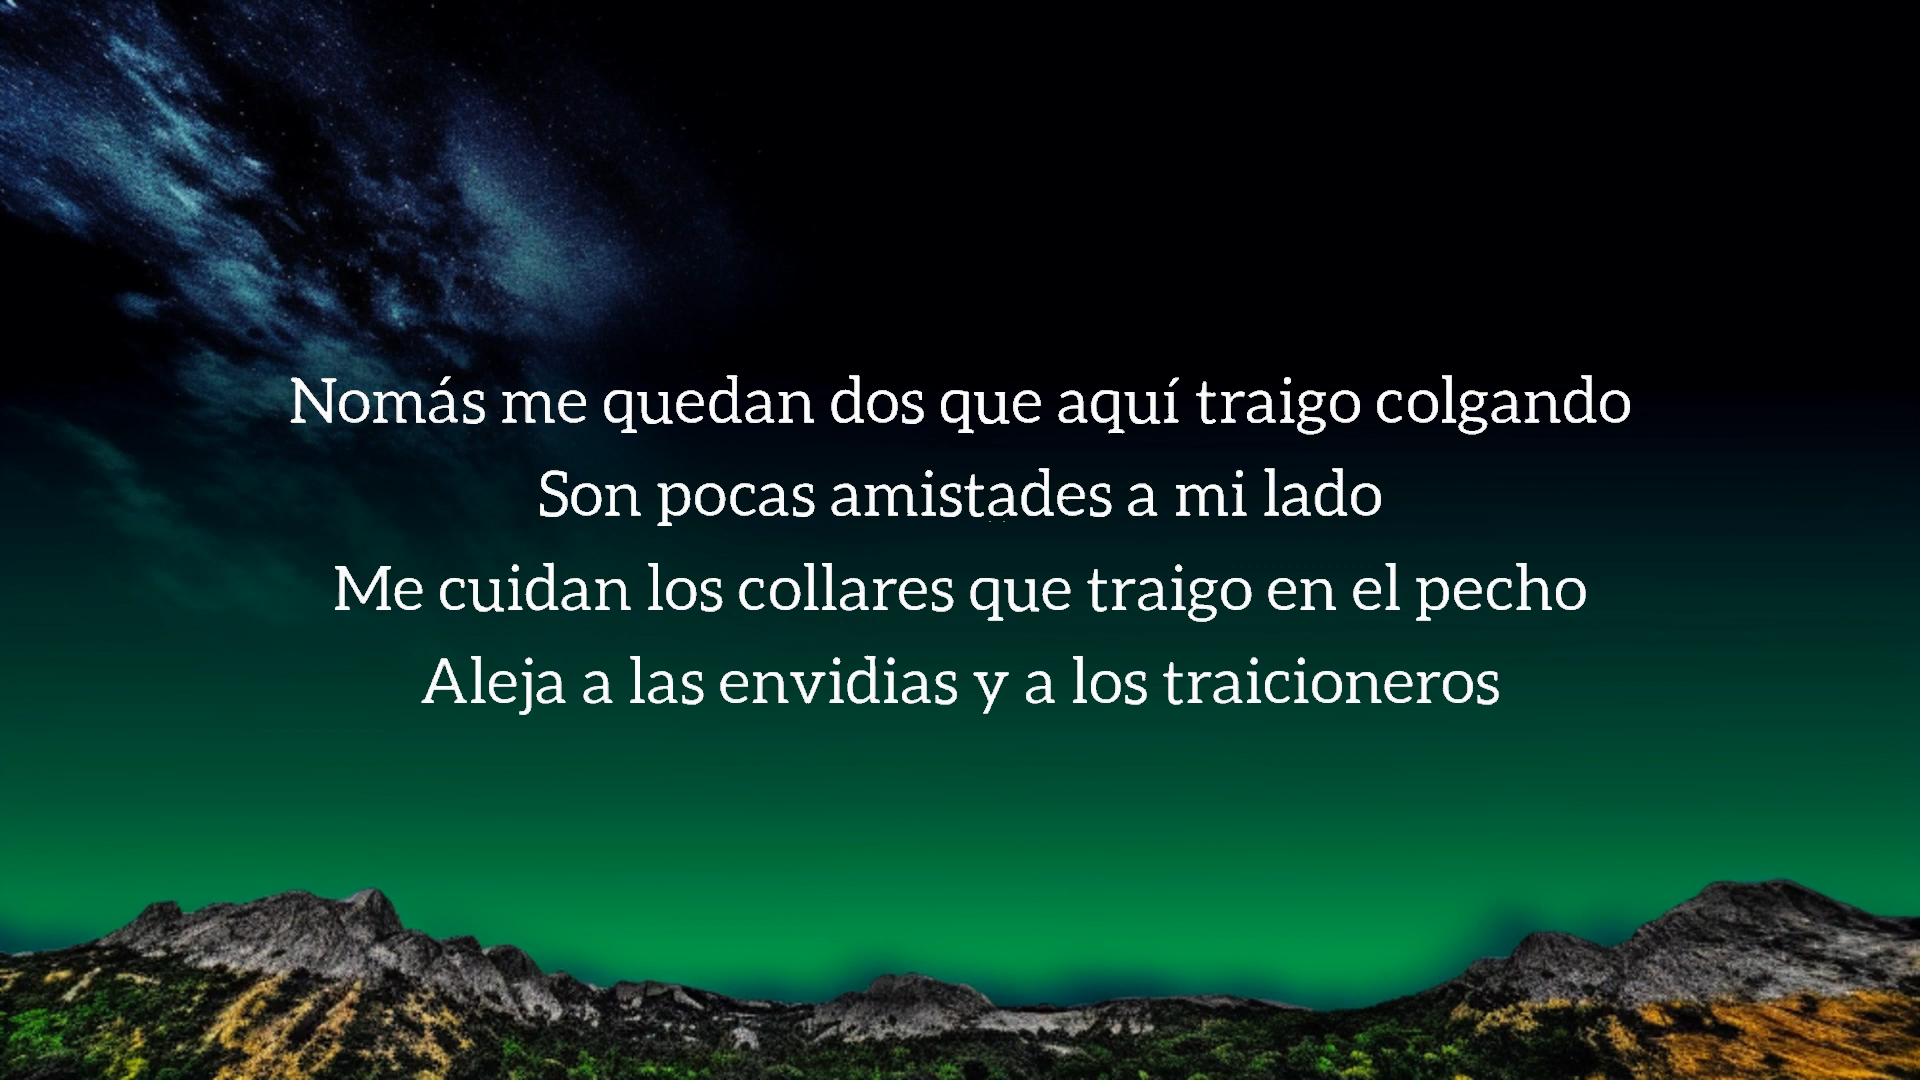 Nomás me quedan dos que aquí traigo colgando
Son pocas amistades a mi lado
Me cuidan los collares que traigo en el pecho
Aleja a las envidias y a los traicioneros